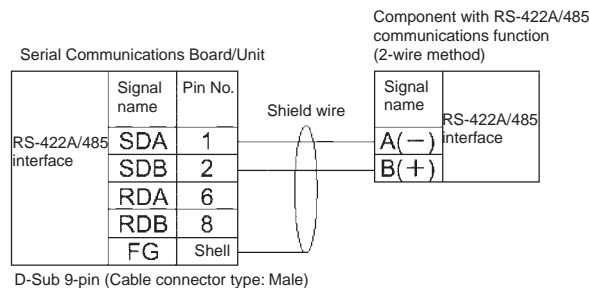 Component with RS-422A/485
communications function
(2-wire method)
Serial Communications Board/Unit
Signal
name
Pin No.
Shield wire
Signal
name
RS-422A/485
interface
RS-422A/485
interface
SDA 1
A(−)
SDB 2
B(+)
RDA 6
RDB 8
FG Shell
D-Sub 9-pin (Cable connector type: Male)